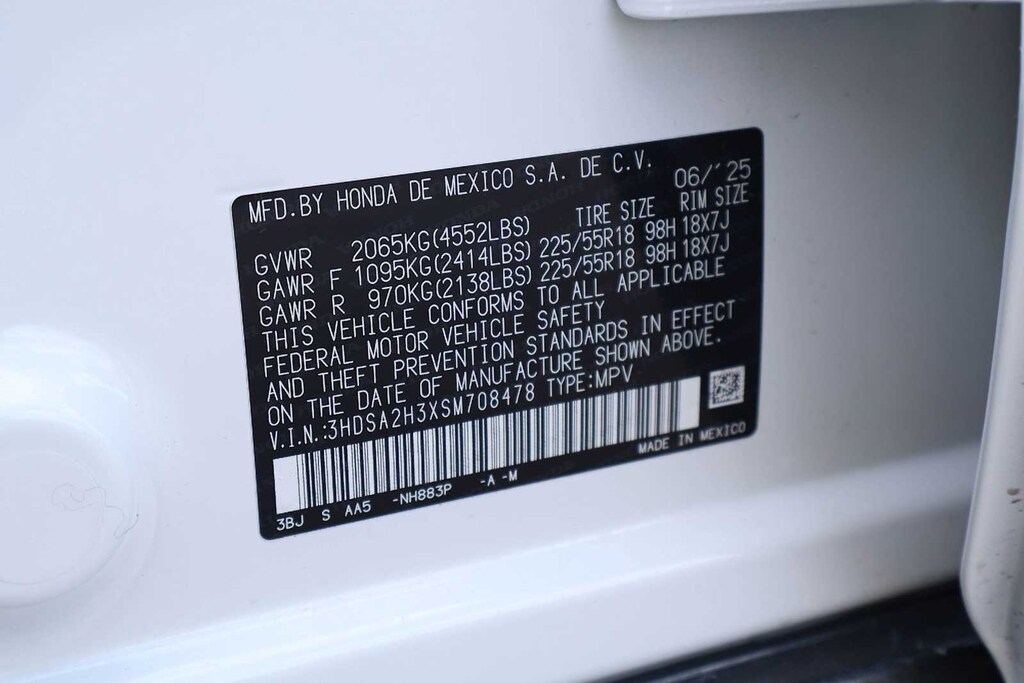 MFD.BY HONDA DE MEXICO S.A. DE C.V. 06/'25
TIRE SIZE RIM SIZE
GVWR 2065KG(4552LBS)
GAWR F 1095KG(2414LBS) 225/55R18 98H 18X7J
GAWR R 970KG(2138LBS) 225/55R18 98H 18X7J
THIS VEHICLE CONFORMS TO ALL APPLICABLE
FEDERAL MOTOR VEHICLE SAFETY
AND THEFT PREVENTION STANDARDS IN EFFECT
ON THE DATE OF MANUFACTURE SHOWN ABOVE.
V.I.N.:3HDSA2H3XSM708478 TYPE:MPV
MADE IN MEXICO
3BJ S AA5 -NH883P -A -M